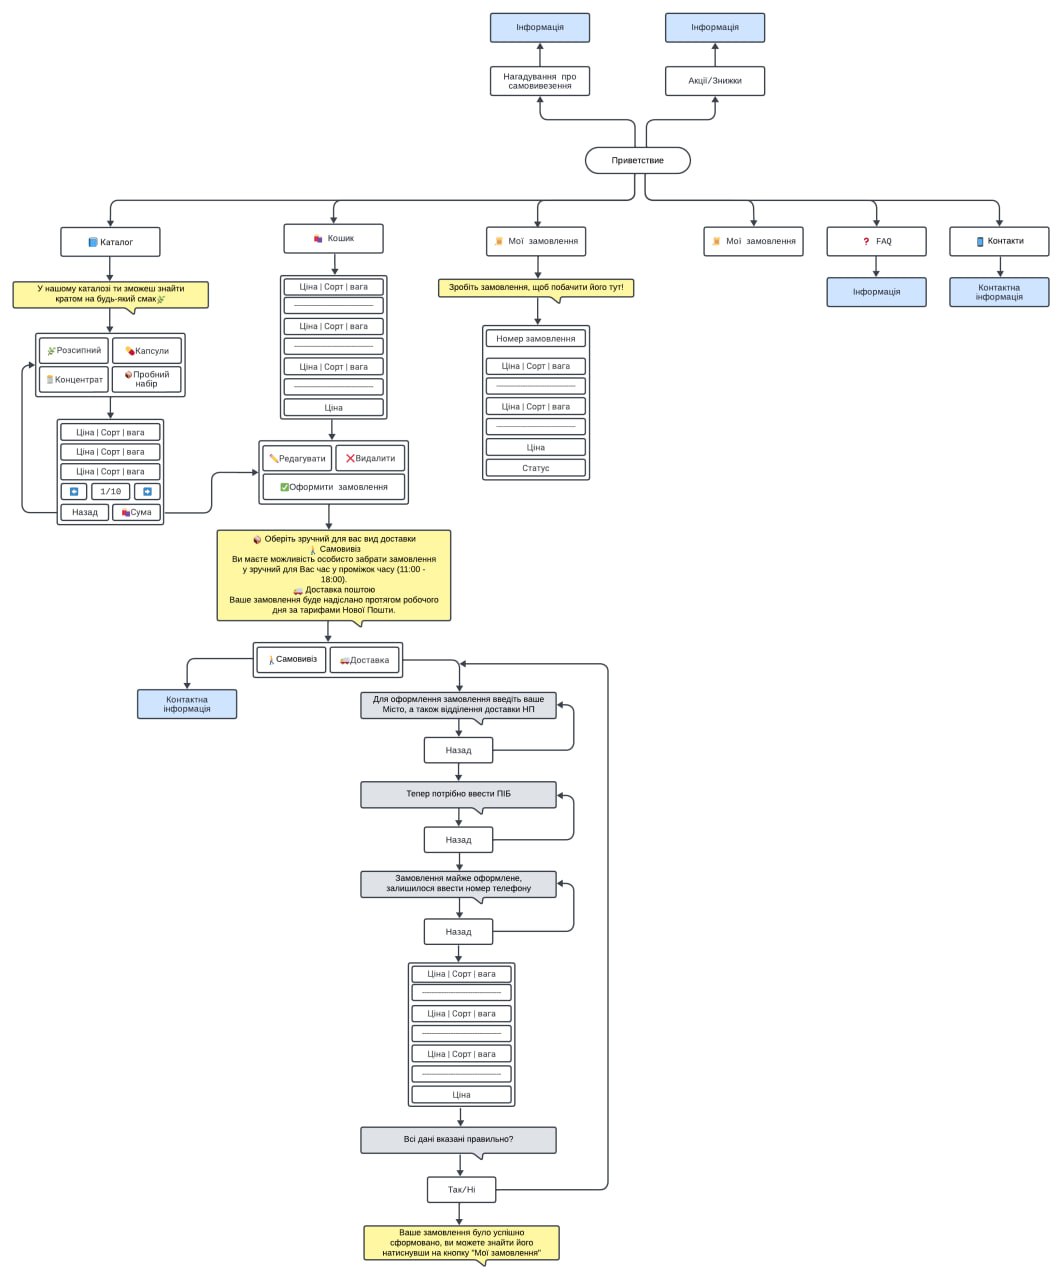 Інформація
Інформація
Нагадування про
самовивезення
Акції/Знижки
Приветствие
Каталог
Кошик
Мої замовлення
Мої замовлення
FAQ
Контакти
У нашому каталозі ти зможеш знайти
кратом на будь-який смак
Розсипний
Капсули
Концентрат
Пробний
набір
Ціна | Сорт | вага
Ціна | Сорт | вага
Ціна | Сорт | вага
1/10
Назад
Сума
Ціна | Сорт | вага
Ціна | Сорт | вага
Ціна | Сорт | вага
Ціна
Редагувати
Видалити
Оформити замовлення
Зробіть замовлення, щоб побачити його тут!
Номер замовлення
Ціна | Сорт | вага
Ціна | Сорт | вага
Ціна
Статус
Інформація
Контактна
інформація
Оберіть зручний для вас вид доставки
Самовивіз
Ви маєте можливість особисто забрати замовлення
у зручний для Вас час у проміжок часу (11:00 -
18:00).
Доставка поштою
Ваше замовлення буде надіслано протягом робочого
дня за тарифами Нової Пошти.
Самовивіз
Доставка
Контактна
інформація
Для оформлення замовлення введіть ваше
Місто, а також відділення доставки НП
Назад
Тепер потрібно ввести ПІБ
Назад
Замовлення майже оформлене,
залишилося ввести номер телефону
Назад
Ціна | Сорт | вага
Ціна | Сорт | вага
Ціна | Сорт | вага
Ціна
Всі дані вказані правильно?
Так/Ні
Ваше замовлення було успішно
сформовано, ви можете знайти його
натиснувши на кнопку "Мої замовлення"